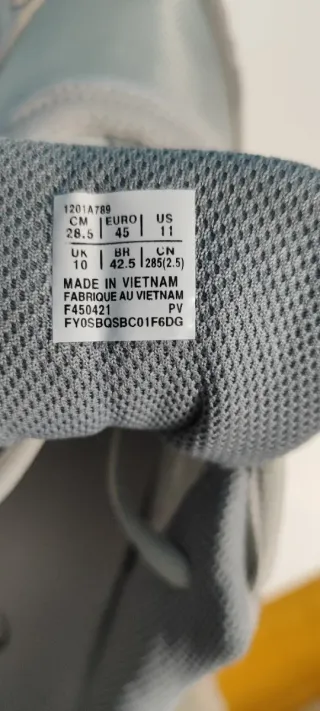 1201A789
CM EURO US
28.5 45 11
UK BR CN
10 42.5 285(2.5)
MADE IN VIETNAM
FABRIQUE AU VIETNAM
F450421 PV
FY0SBQSBC01F6DG